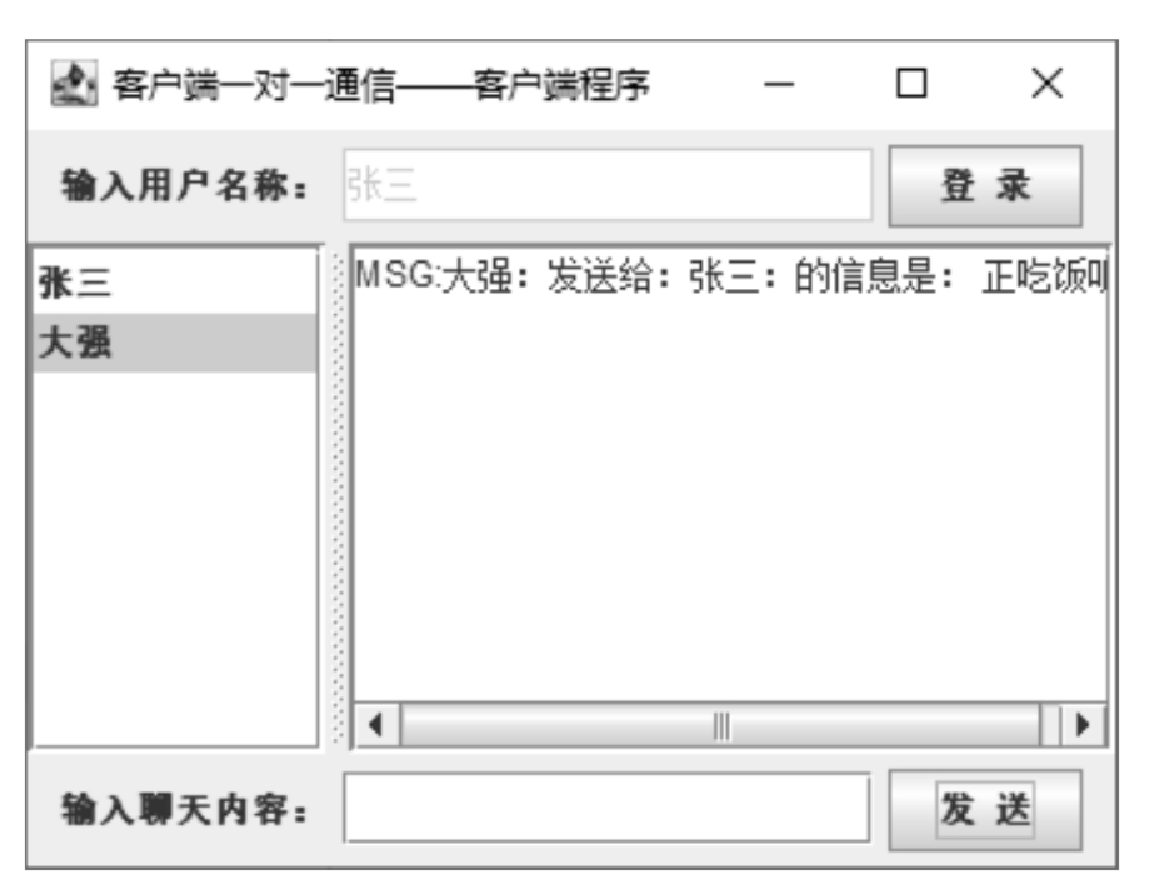 客户端一对一通信——客户端程序
输入用户名称： 张三 登 录
张三
大强
MSG:大强：发送给：张三：的信息是： 正吃饭
输入聊天内容： 发 送